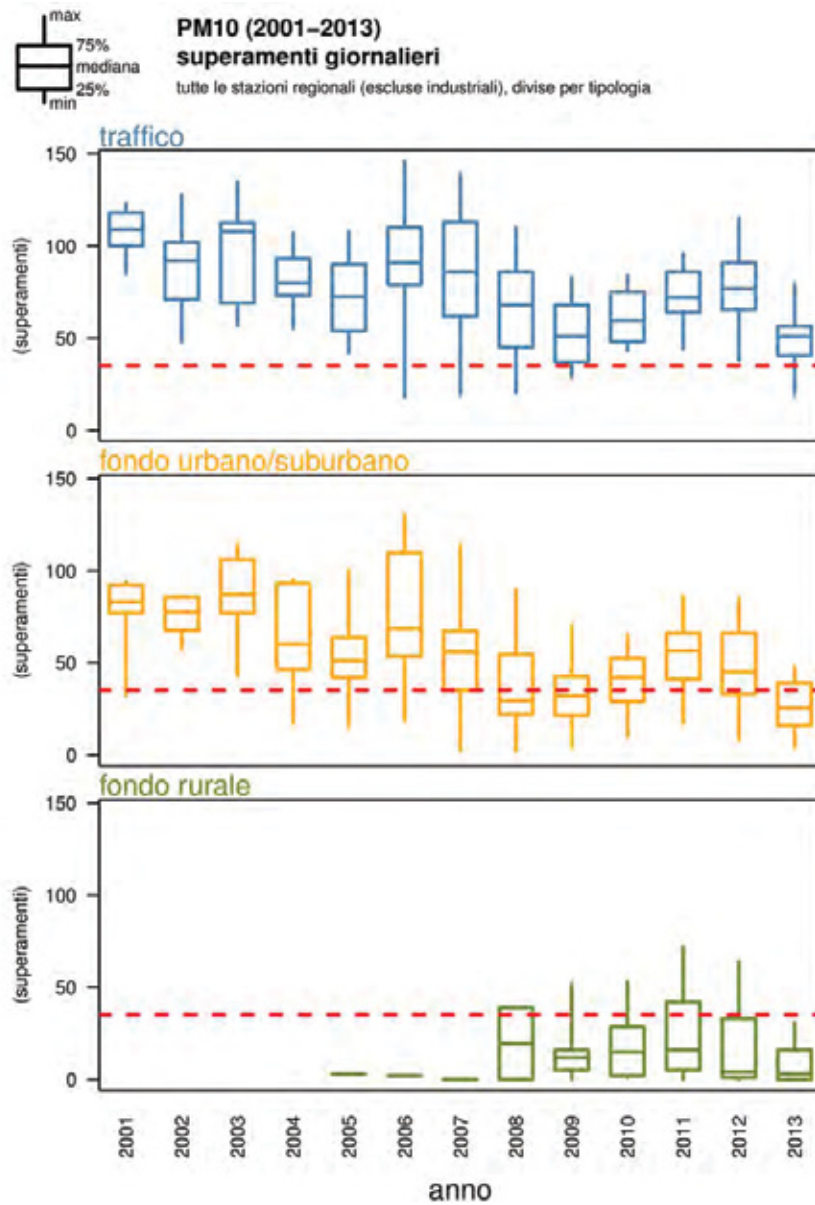 max
75%
mediana
25%
min
PM10 (2001–2013)
superamenti giornalieri
tutte le stazioni regionali (escluse industriali), divise per tipologia
traffico
150
100
50
0
(superamenti)
fondo urbano/suburbano
150
100
50
0
(superamenti)
fondo rurale
150
100
50
0
(superamenti)
2001
2002
2003
2004
2005
2006
2007
2008
2009
2010
2011
2012
2013
anno